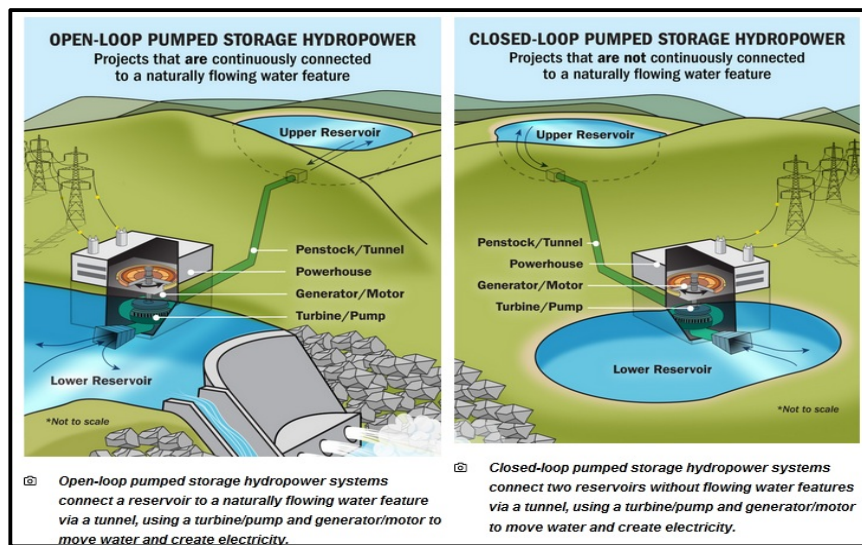 OPEN-LOOP PUMPED STORAGE HYDROPOWER
Projects that are continuously connected
to a naturally flowing water feature
Upper Reservoir
Penstock/Tunnel
Powerhouse
Generator/Motor
Turbine/Pump
Lower Reservoir
*Not to scale
Open-loop pumped storage hydropower systems
connect a reservoir to a naturally flowing water feature
via a tunnel, using a turbine/pump and generator/motor to
move water and create electricity.
CLOSED-LOOP PUMPED STORAGE HYDROPOWER
Projects that are not continuously connected
to a naturally flowing water feature
Upper Reservoir
Penstock/Tunnel
Powerhouse
Generator/Motor
Turbine/Pump
Lower Reservoir
*Not to scale
Closed-loop pumped storage hydropower systems
connect two reservoirs without flowing water features
via a tunnel, using a turbine/pump and generator/motor
to move water and create electricity.